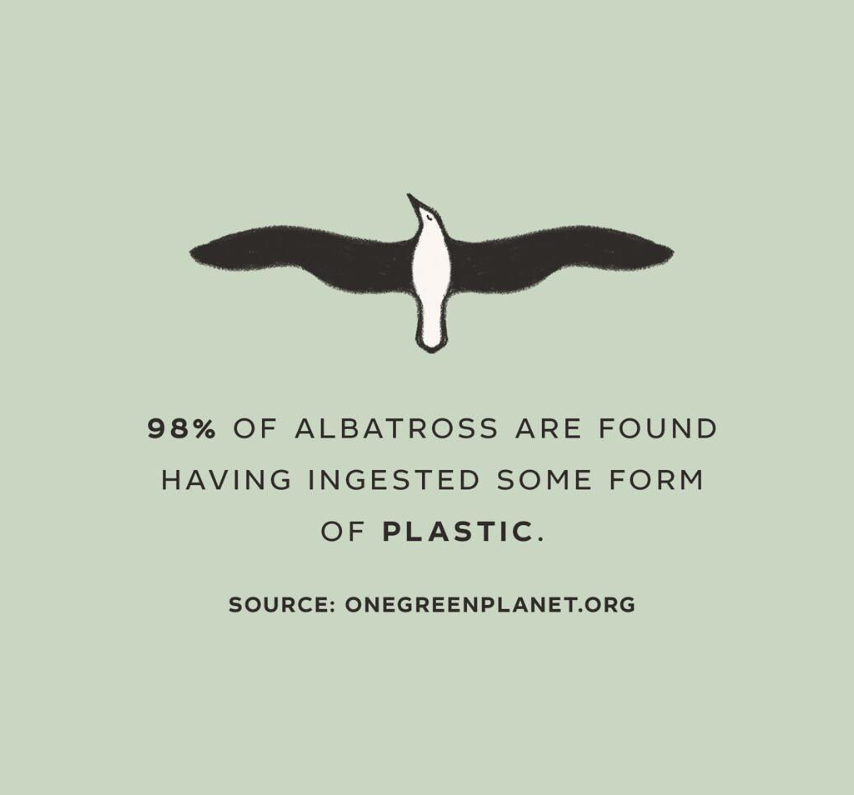 98% OF ALBATROSS ARE FOUND
HAVING INGESTED SOME FORM
OF PLASTIC.
SOURCE: ONEGREENPLANET.ORG